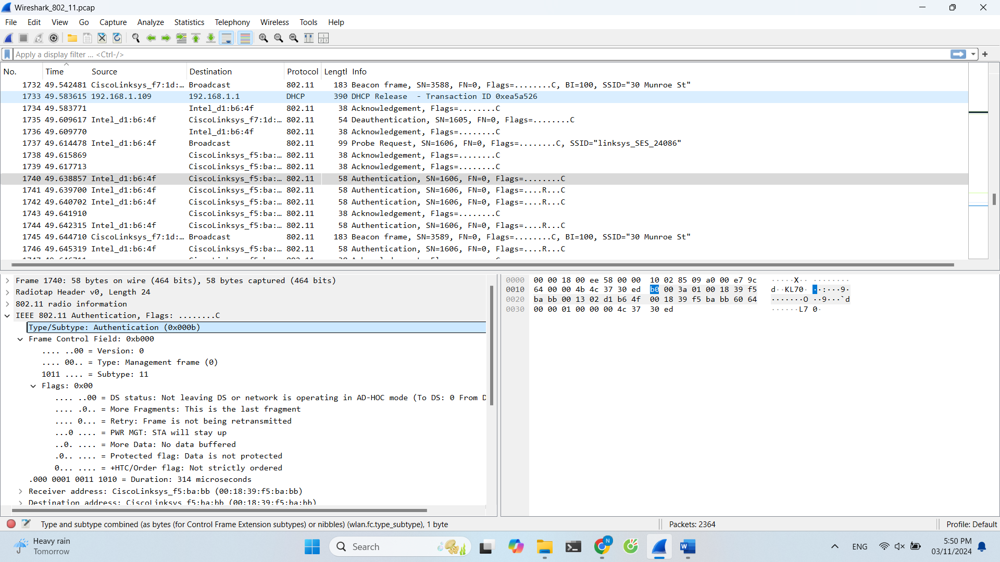 Wireshark_802_11.pcap
File Edit View Go Capture Analyze Statistics Telephony Wireless Tools Help
Apply a display filter ... <Ctrl-/>
No. Time Source Destination Protocol Lengtl Info
1732 49.542481 CiscoLinksys_f7:1d:… Broadcast 802.11 183 Beacon frame, SN=3588, FN=0, Flags=........C, BI=100, SSID="30 Munroe St"
1733 49.583615 192.168.1.109 192.168.1.1 DHCP 390 DHCP Release - Transaction ID 0xea5a526
1734 49.583771 Intel_d1:b6:4f 802.11 38 Acknowledgement, Flags=........C
1735 49.609617 Intel_d1:b6:4f CiscoLinksys_f7:1d:… 802.11 54 Deauthentication, SN=1605, FN=0, Flags=........C
1736 49.609770 Intel_d1:b6:4f 802.11 38 Acknowledgement, Flags=........C
1737 49.614478 Intel_d1:b6:4f Broadcast 802.11 99 Probe Request, SN=1606, FN=0, Flags=........C, SSID="linksys_SES_24086"
1738 49.615869 CiscoLinksys_f5:ba:… 802.11 38 Acknowledgement, Flags=........C
1739 49.617713 CiscoLinksys_f5:ba:… 802.11 38 Acknowledgement, Flags=........C
1740 49.638857 Intel_d1:b6:4f CiscoLinksys_f5:ba:… 802.11 58 Authentication, SN=1606, FN=0, Flags=........C
1741 49.639700 Intel_d1:b6:4f CiscoLinksys_f5:ba:… 802.11 58 Authentication, SN=1606, FN=0, Flags=....R...C
1742 49.640702 Intel_d1:b6:4f CiscoLinksys_f5:ba:… 802.11 58 Authentication, SN=1606, FN=0, Flags=....R...C
1743 49.641910 CiscoLinksys_f5:ba:… 802.11 38 Acknowledgement, Flags=........C
1744 49.642315 Intel_d1:b6:4f CiscoLinksys_f5:ba:… 802.11 58 Authentication, SN=1606, FN=0, Flags=....R...C
1745 49.644710 CiscoLinksys_f7:1d:… Broadcast 802.11 183 Beacon frame, SN=3589, FN=0, Flags=........C, BI=100, SSID="30 Munroe St"
1746 49.645319 Intel_d1:b6:4f CiscoLinksys_f5:ba:… 802.11 58 Authentication, SN=1606, FN=0, Flags=....R...C
Frame 1740: 58 bytes on wire (464 bits), 58 bytes captured (464 bits)
Radiotap Header v0, Length 24
802.11 radio information
IEEE 802.11 Authentication, Flags: ........C
Type/Subtype: Authentication (0x000b)
Frame Control Field: 0xb000
.... ..00 = Version: 0
.... 00.. = Type: Management frame (0)
1011 .... = Subtype: 11
Flags: 0x00
.... ..00 = DS status: Not leaving DS or network is operating in AD-HOC mode (To DS: 0 From D
.... .0.. = More Fragments: This is the last fragment
.... 0... = Retry: Frame is not being retransmitted
...0 .... = PWR MGT: STA will stay up
..0. .... = More Data: No data buffered
.0.. .... = Protected flag: Data is not protected
0... .... = +HTC/Order flag: Not strictly ordered
.000 0001 0011 1010 = Duration: 314 microseconds
Receiver address: CiscoLinksys_f5:ba:bb (00:18:39:f5:ba:bb)
Destination address: CiscoLinksys_f5:ba:bb (00:18:39:f5:ba:bb)
0000 00 00 18 00 ee 58 00 00 10 02 85 09 a0 00 e7 9c ·····X·· ········
0010 64 00 00 4b 4c 37 30 ed b0 00 3a 01 00 18 39 f5 d··KL70· ··:···9·
0020 ba bb 00 13 02 d1 b6 4f 00 18 39 f5 ba bb 60 64 ·······O ··9···`d
0030 00 00 01 00 00 00 4c 37 30 ed ······L7 0·
Type and subtype combined (as bytes (for Control Frame Extension subtypes) or nibbles) (wlan.fc.type_subtype), 1 byte
Packets: 2364
Profile: Default
Heavy rain
Tomorrow
Search
N
W
ENG
5:50 PM
03/11/2024